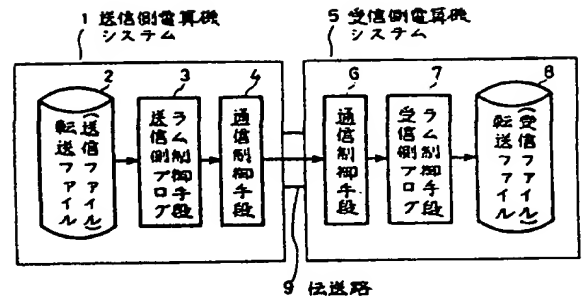 1 送信側電算機
システム
5 受信側電算機
システム
2
転送ファイル
(送信ファイル)
3
送信側プログ
ラム制御手段
4
通信制御手段
6
通信制御手段
7
受信側プログ
ラム制御手段
8
転送ファイル
(受信ファイル)
9 伝送路